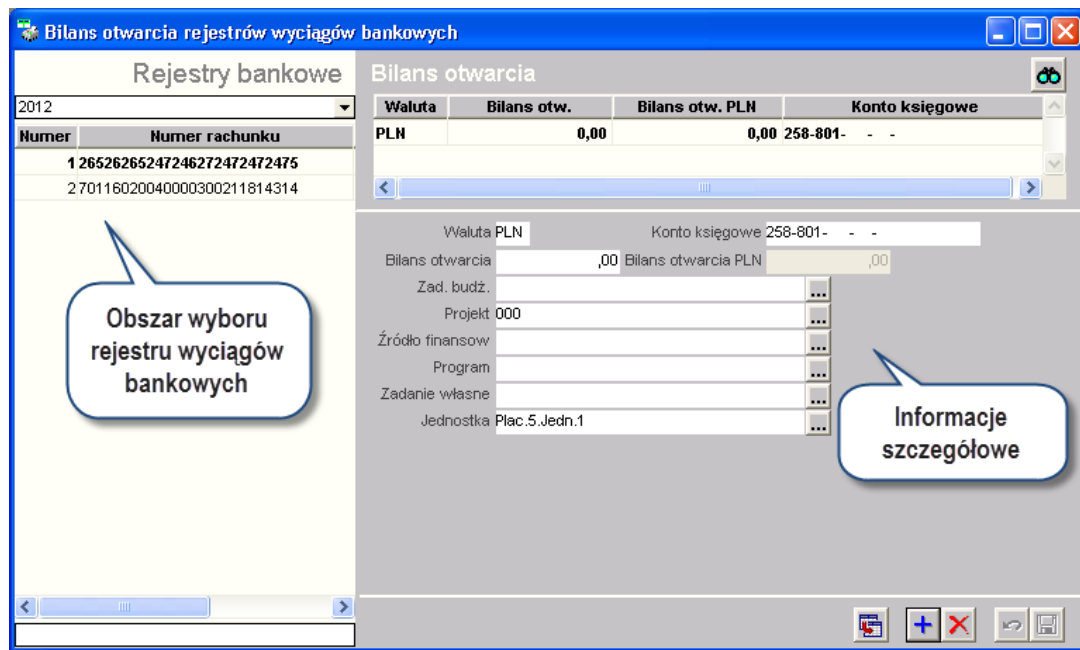 Bilans otwarcia rejestrów wyciągów bankowych
Rejestry bankowe
2012
Numer Numer rachunku
1 26526265247246272472472475
2 70116020040000300211814314
Obszar wyboru
rejestru wyciągów
bankowych
Bilans otwarcia
Waluta Bilans otw. Bilans otw. PLN Konto księgowe
PLN 0,00 0,00 258-801- - -
Waluta PLN Konto księgowe 258-801- - -
Bilans otwarcia ,00 Bilans otwarcia PLN ,00
Zad. budż. ...
Projekt 000 ...
Źródło finansow ...
Program ...
Zadanie własne ...
Jednostka Plac.5.Jedn.1 ...
Informacje
szczegółowe